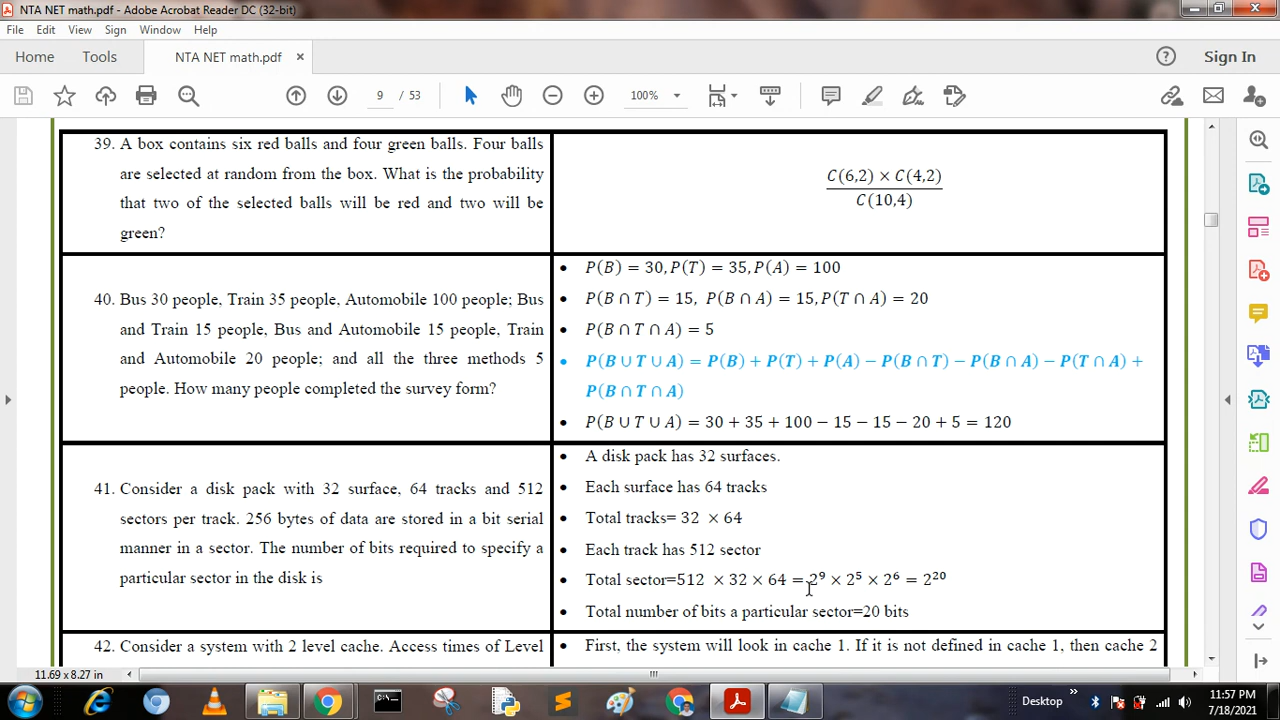 NTA NET math.pdf - Adobe Acrobat Reader DC (32-bit)
File Edit View Sign Window Help
Home Tools NTA NET math.pdf × Sign In
9 / 53 100%
39. A box contains six red balls and four green balls. Four balls
are selected at random from the box. What is the probability
that two of the selected balls will be red and two will be
green?
C(6,2) × C(4,2)
C(10,4)
40. Bus 30 people, Train 35 people, Automobile 100 people; Bus
and Train 15 people, Bus and Automobile 15 people, Train
and Automobile 20 people; and all the three methods 5
people. How many people completed the survey form?
• P(B) = 30, P(T) = 35, P(A) = 100
• P(B ∩ T) = 15, P(B ∩ A) = 15, P(T ∩ A) = 20
• P(B ∩ T ∩ A) = 5
• P(B ∪ T ∪ A) = P(B) + P(T) + P(A) − P(B ∩ T) − P(B ∩ A) − P(T ∩ A) +
P(B ∩ T ∩ A)
• P(B ∪ T ∪ A) = 30 + 35 + 100 − 15 − 15 − 20 + 5 = 120
41. Consider a disk pack with 32 surface, 64 tracks and 512
sectors per track. 256 bytes of data are stored in a bit serial
manner in a sector. The number of bits required to specify a
particular sector in the disk is
• A disk pack has 32 surfaces.
• Each surface has 64 tracks
• Total tracks= 32 × 64
• Each track has 512 sector
• Total sector=512 × 32 × 64 = 2⁹ × 2⁵ × 2⁶ = 2²⁰
• Total number of bits a particular sector=20 bits
42. Consider a system with 2 level cache. Access times of Level
• First, the system will look in cache 1. If it is not defined in cache 1, then cache 2
11.69 x 8.27 in
Desktop
11:57 PM
7/18/2021